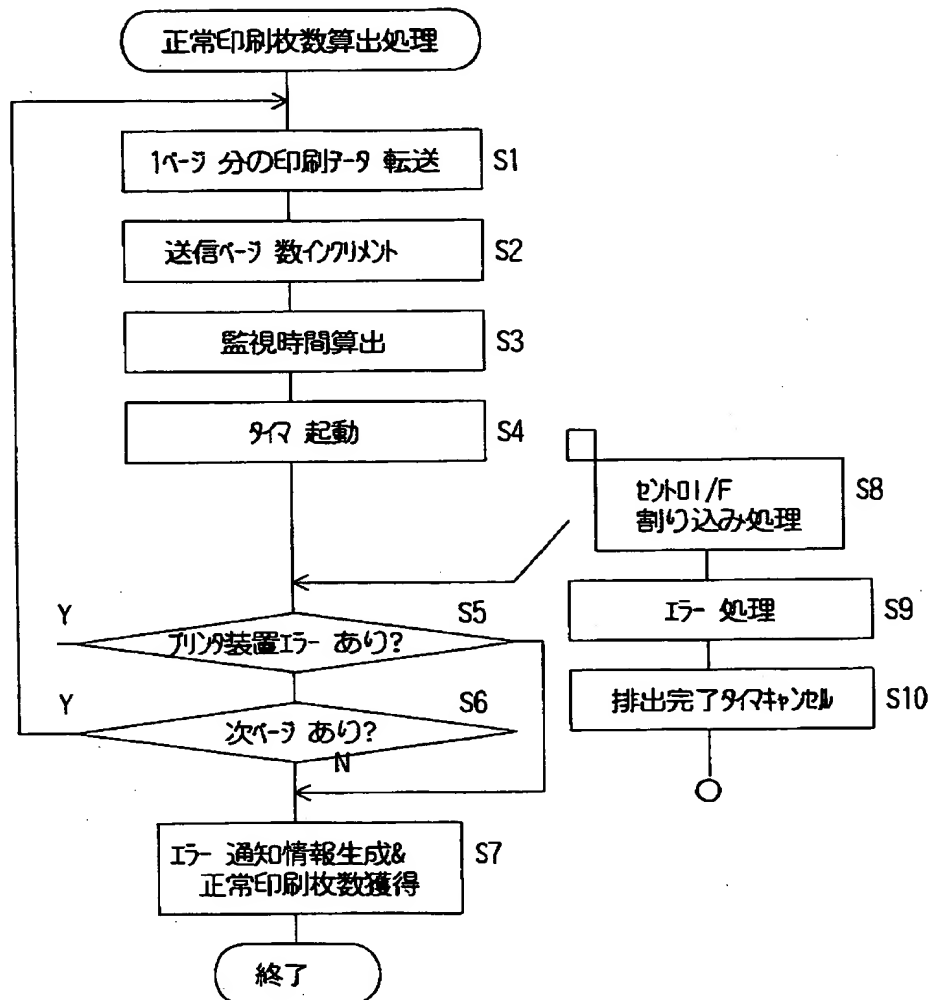 正常印刷枚数算出処理
1ページ 分の印刷データ 転送 S1
送信ページ 数インクリメント S2
監視時間算出 S3
タイマ 起動 S4
セントロI/F
割り込み処理
S8
エラー 処理 S9
排出完了タイマキャンセル S10
Y
プリンタ装置エラー あり?
S5
Y
次ページ あり?
S6
N
エラー 通知情報生成&
正常印刷枚数獲得
S7
終了